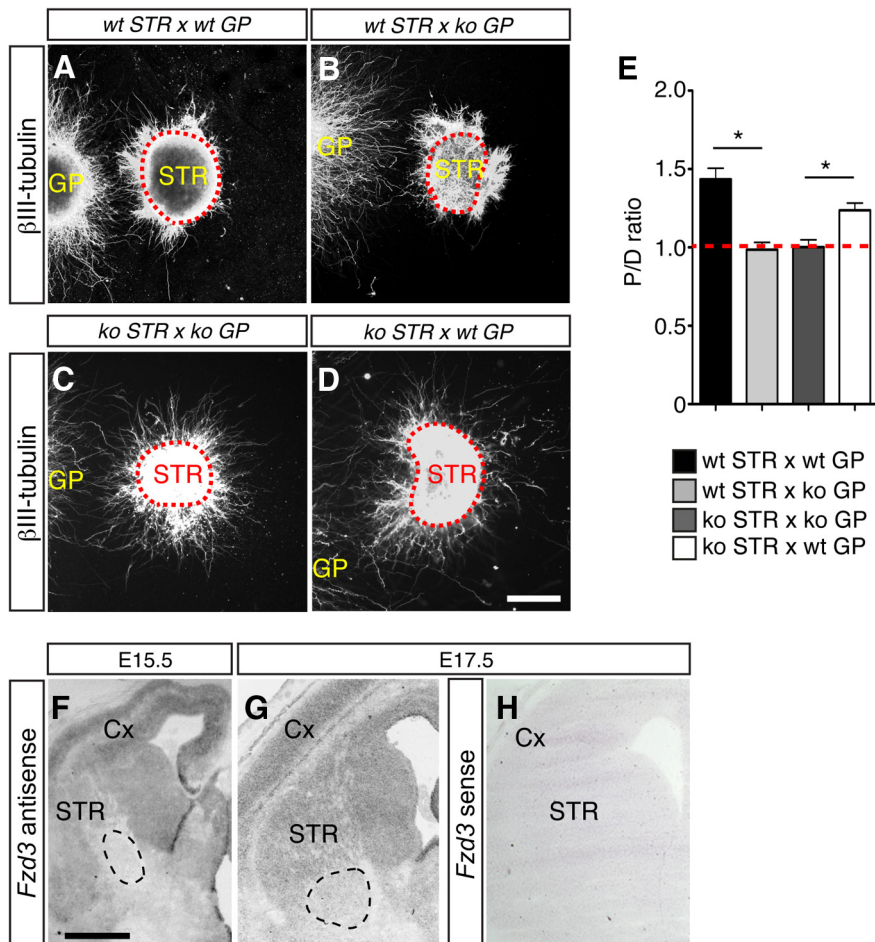 wt STR x wt GP
wt STR x ko GP
βIII-tubulin
A
GP
STR
B
GP
STR
ko STR x ko GP
ko STR x wt GP
βIII-tubulin
C
GP
STR
D
GP
STR
E
P/D ratio
2.0
1.5
1.0
0.5
0
*
*
wt STR x wt GP
wt STR x ko GP
ko STR x ko GP
ko STR x wt GP
E15.5
E17.5
Fzd3 antisense
F
Cx
STR
G
Cx
STR
Fzd3 sense
H
Cx
STR